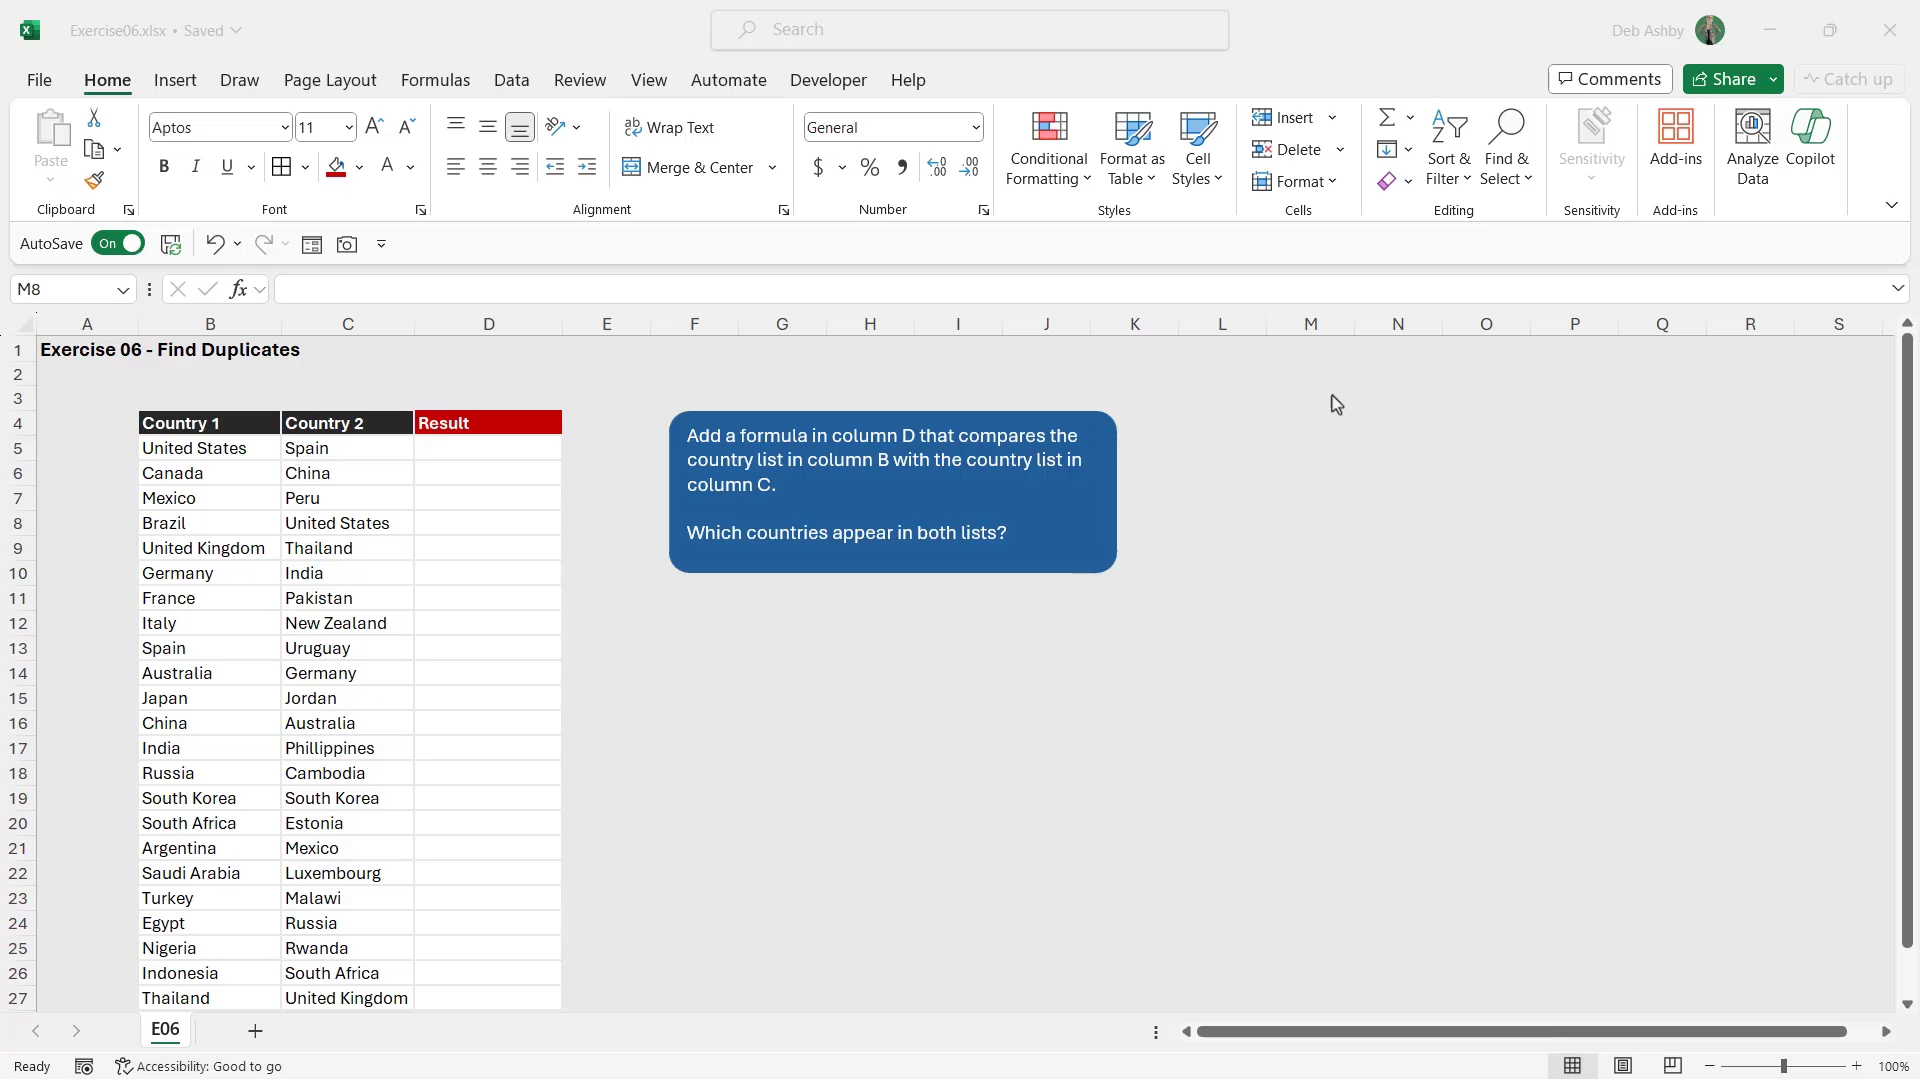 Exercise06.xlsx • Saved
Search
Deb Ashby
File Home Insert Draw Page Layout Formulas Data Review View Automate Developer Help
Comments Share Catch up
Paste
Clipboard
Aptos 11
B I U A
Font
Wrap Text
Merge & Center
Alignment
General
$ % ,
Number
Conditional Formatting
Format as Table
Cell Styles
Styles
Insert
Delete
Format
Cells
Sort & Filter
Find & Select
Editing
Sensitivity
Sensitivity
Add-ins
Add-ins
Analyze Data
Copilot
AutoSave On
M8 fx
A B C D E F G H I J K L M N O P Q R S
1 Exercise 06 - Find Duplicates
2
3
4 Country 1 Country 2 Result
5 United States Spain
6 Canada China
7 Mexico Peru
8 Brazil United States
9 United Kingdom Thailand
10 Germany India
11 France Pakistan
12 Italy New Zealand
13 Spain Uruguay
14 Australia Germany
15 Japan Jordan
16 China Australia
17 India Phillippines
18 Russia Cambodia
19 South Korea South Korea
20 South Africa Estonia
21 Argentina Mexico
22 Saudi Arabia Luxembourg
23 Turkey Malawi
24 Egypt Russia
25 Nigeria Rwanda
26 Indonesia South Africa
27 Thailand United Kingdom
Add a formula in column D that compares the
country list in column B with the country list in
column C.
Which countries appear in both lists?
E06
Ready Accessibility: Good to go 100%